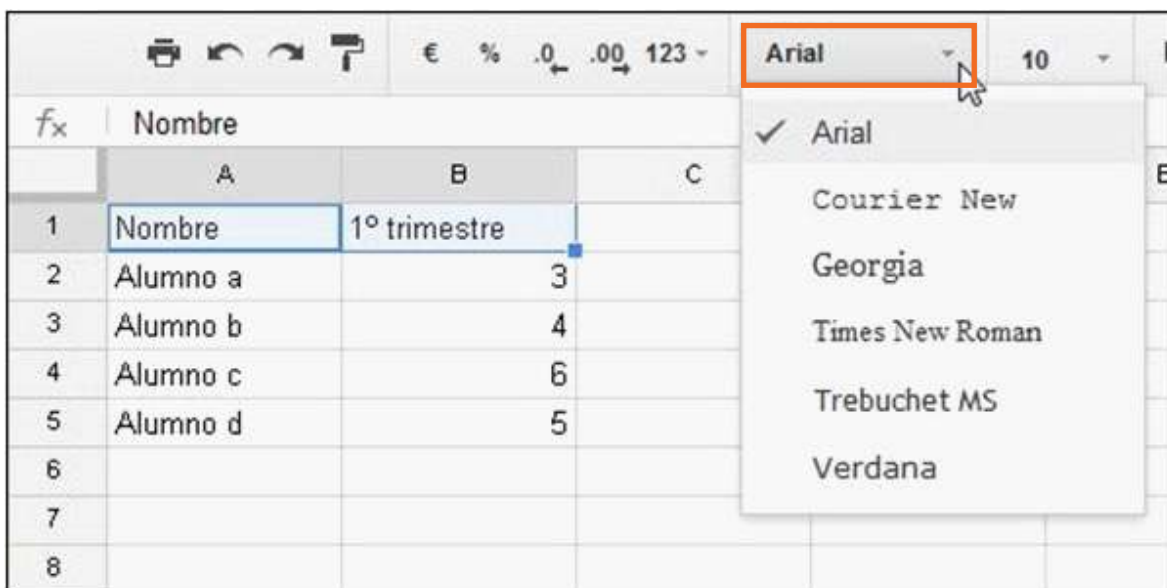 € % .0 .00 123 Arial 10
fx Nombre
Arial
Courier New
Georgia
Times New Roman
Trebuchet MS
Verdana
A B C E
1 Nombre 1º trimestre
2 Alumno a 3
3 Alumno b 4
4 Alumno c 6
5 Alumno d 5
6
7
8